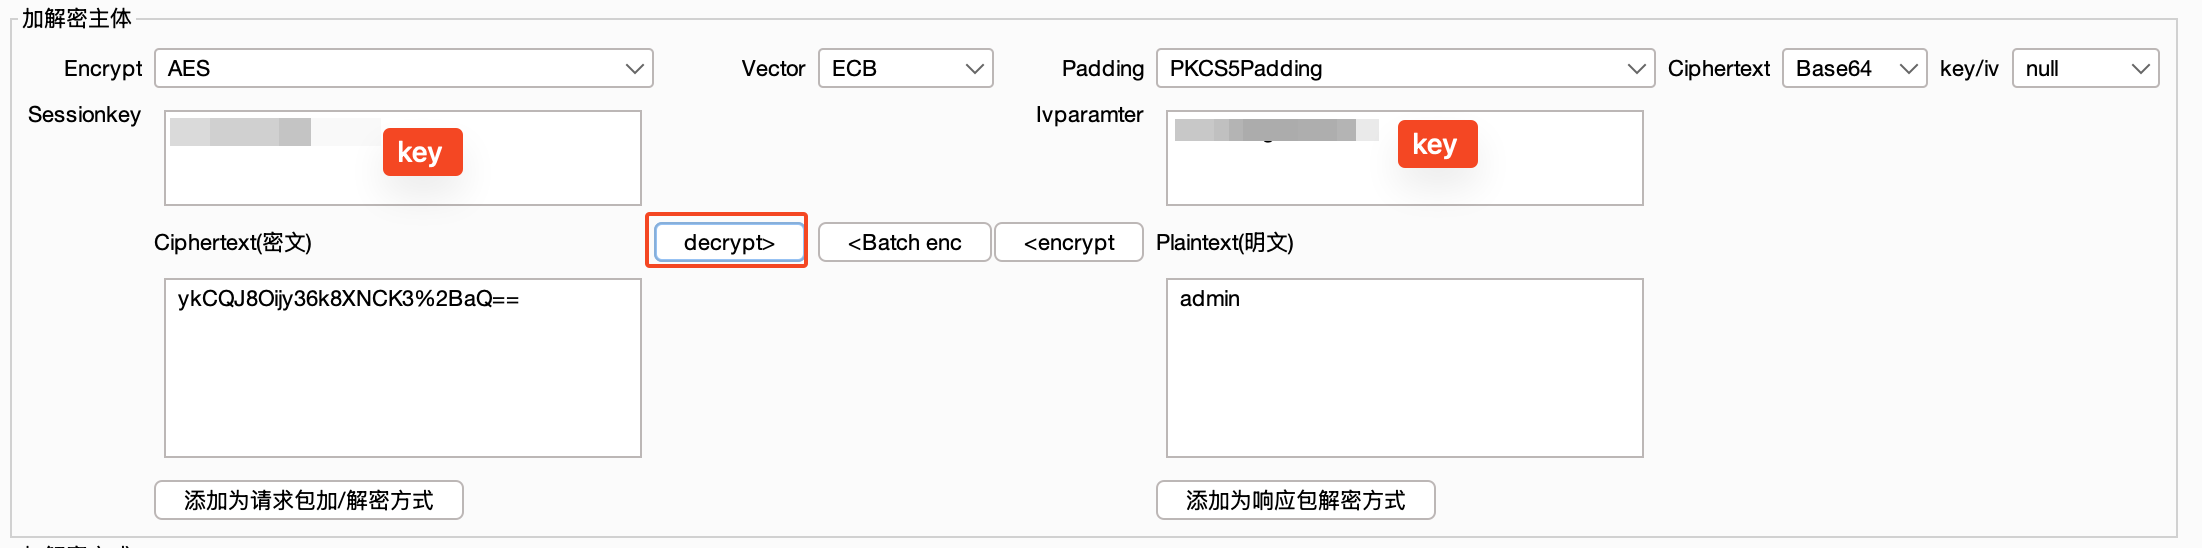 加解密主体
Encrypt AES Vector ECB Padding PKCS5Padding Ciphertext Base64 key/iv null
Sessionkey key Ivparamter key
Ciphertext(密文) decrypt> <Batch enc <encrypt Plaintext(明文)
ykCQJ8Oijy36k8XNCK3%2BaQ== admin
添加为请求包加/解密方式 添加为响应包解密方式